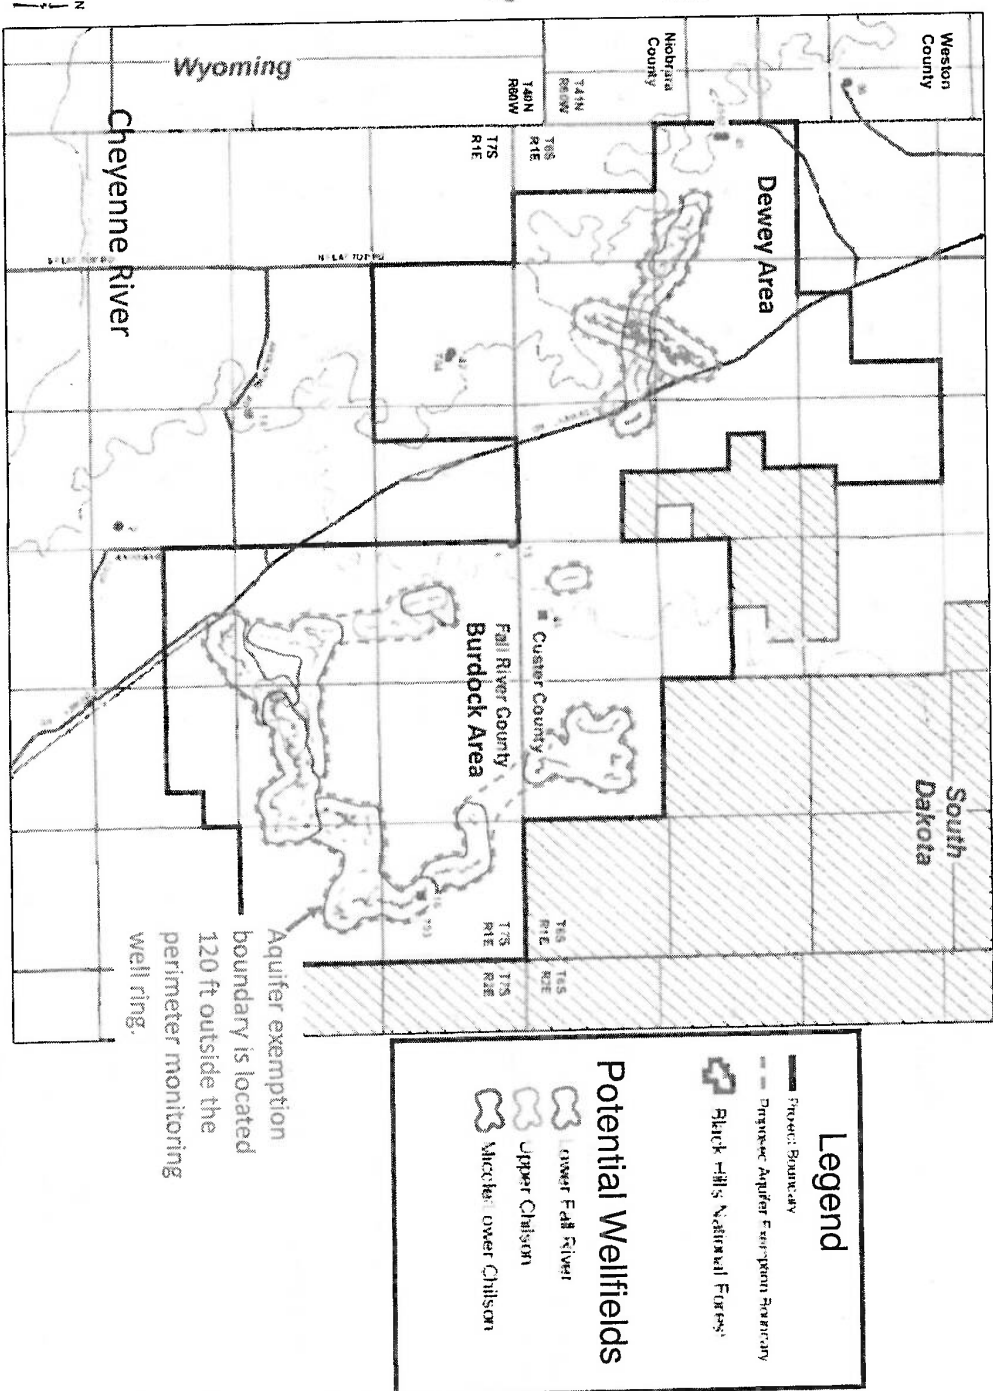 N
Weston
County
Niobrara
County
T41N
R60W
T40N
R60W
Wyoming
T6S
R1E
T7S
R1E
Dewey Area
Cheyenne River
South
Dakota
Custer County
Fall River County
Burdock Area
T6S
R1E
T6S
R2E
T7S
R1E
T7S
R2E
Aquifer exemption
boundary is located
120 ft outside the
perimeter monitoring
well ring.
Legend
Project Boundary
Proposed Aquifer Exemption Boundary
Black Hills National Forest
Potential Wellfields
Lower Fall River
Upper Chilson
Middle/Lower Chilson